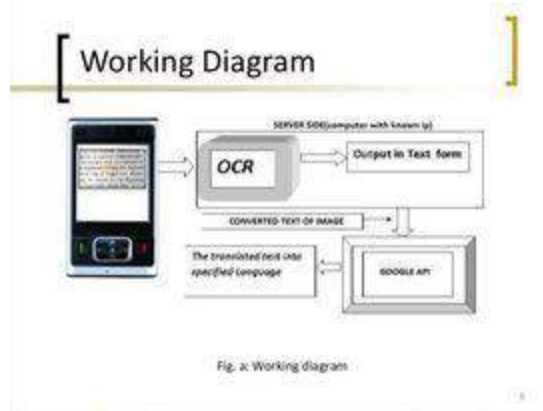 Working Diagram
SERVER SIDE(computer with known ip)
OCR
Output in Text form
CONVERTED TEXT OF IMAGE
The translated text into
specified Language
GOOGLE API
Fig. a: Working diagram